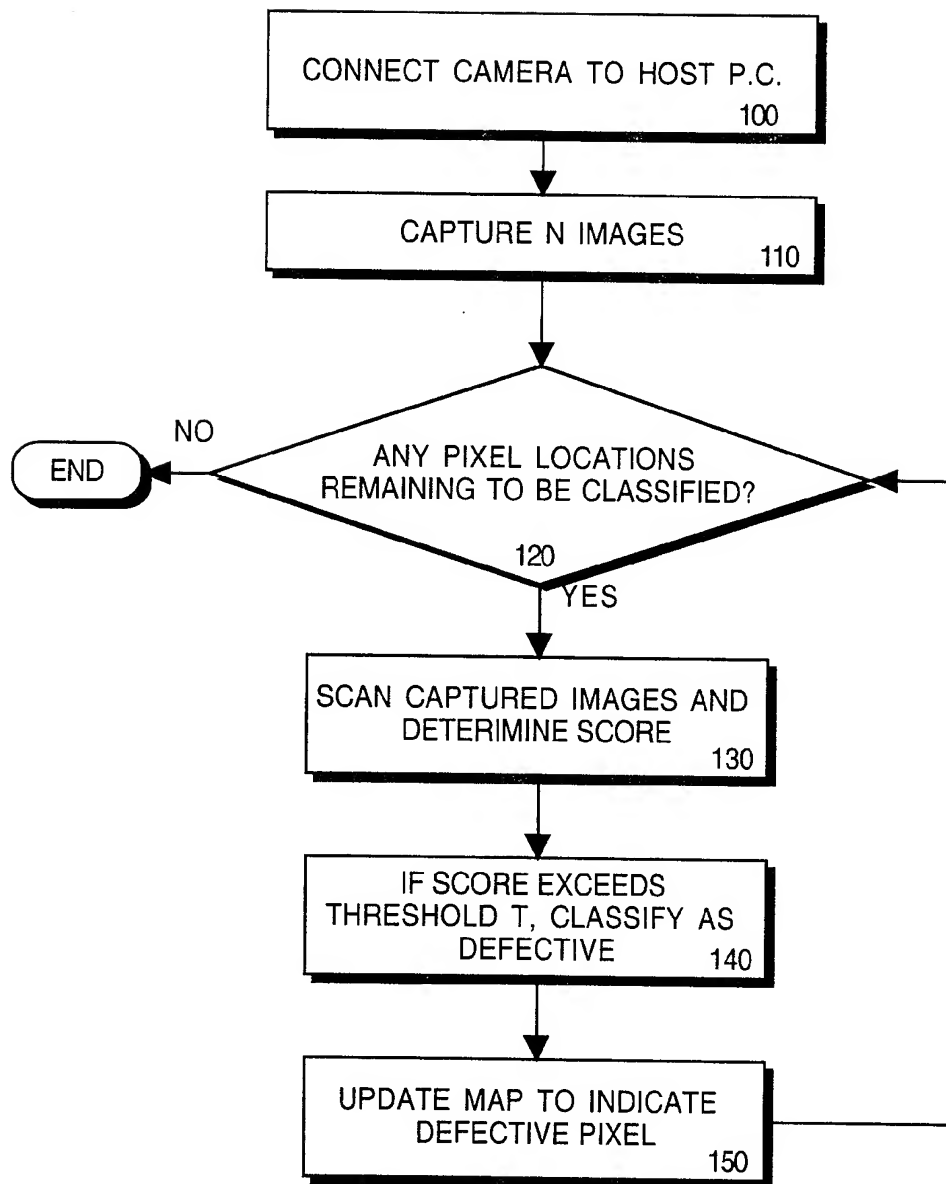 CONNECT CAMERA TO HOST P.C.
100
CAPTURE N IMAGES
110
NO
END
ANY PIXEL LOCATIONS
REMAINING TO BE CLASSIFIED?
120
YES
SCAN CAPTURED IMAGES AND
DETERIMINE SCORE
130
IF SCORE EXCEEDS
THRESHOLD T, CLASSIFY AS
DEFECTIVE
140
UPDATE MAP TO INDICATE
DEFECTIVE PIXEL
150